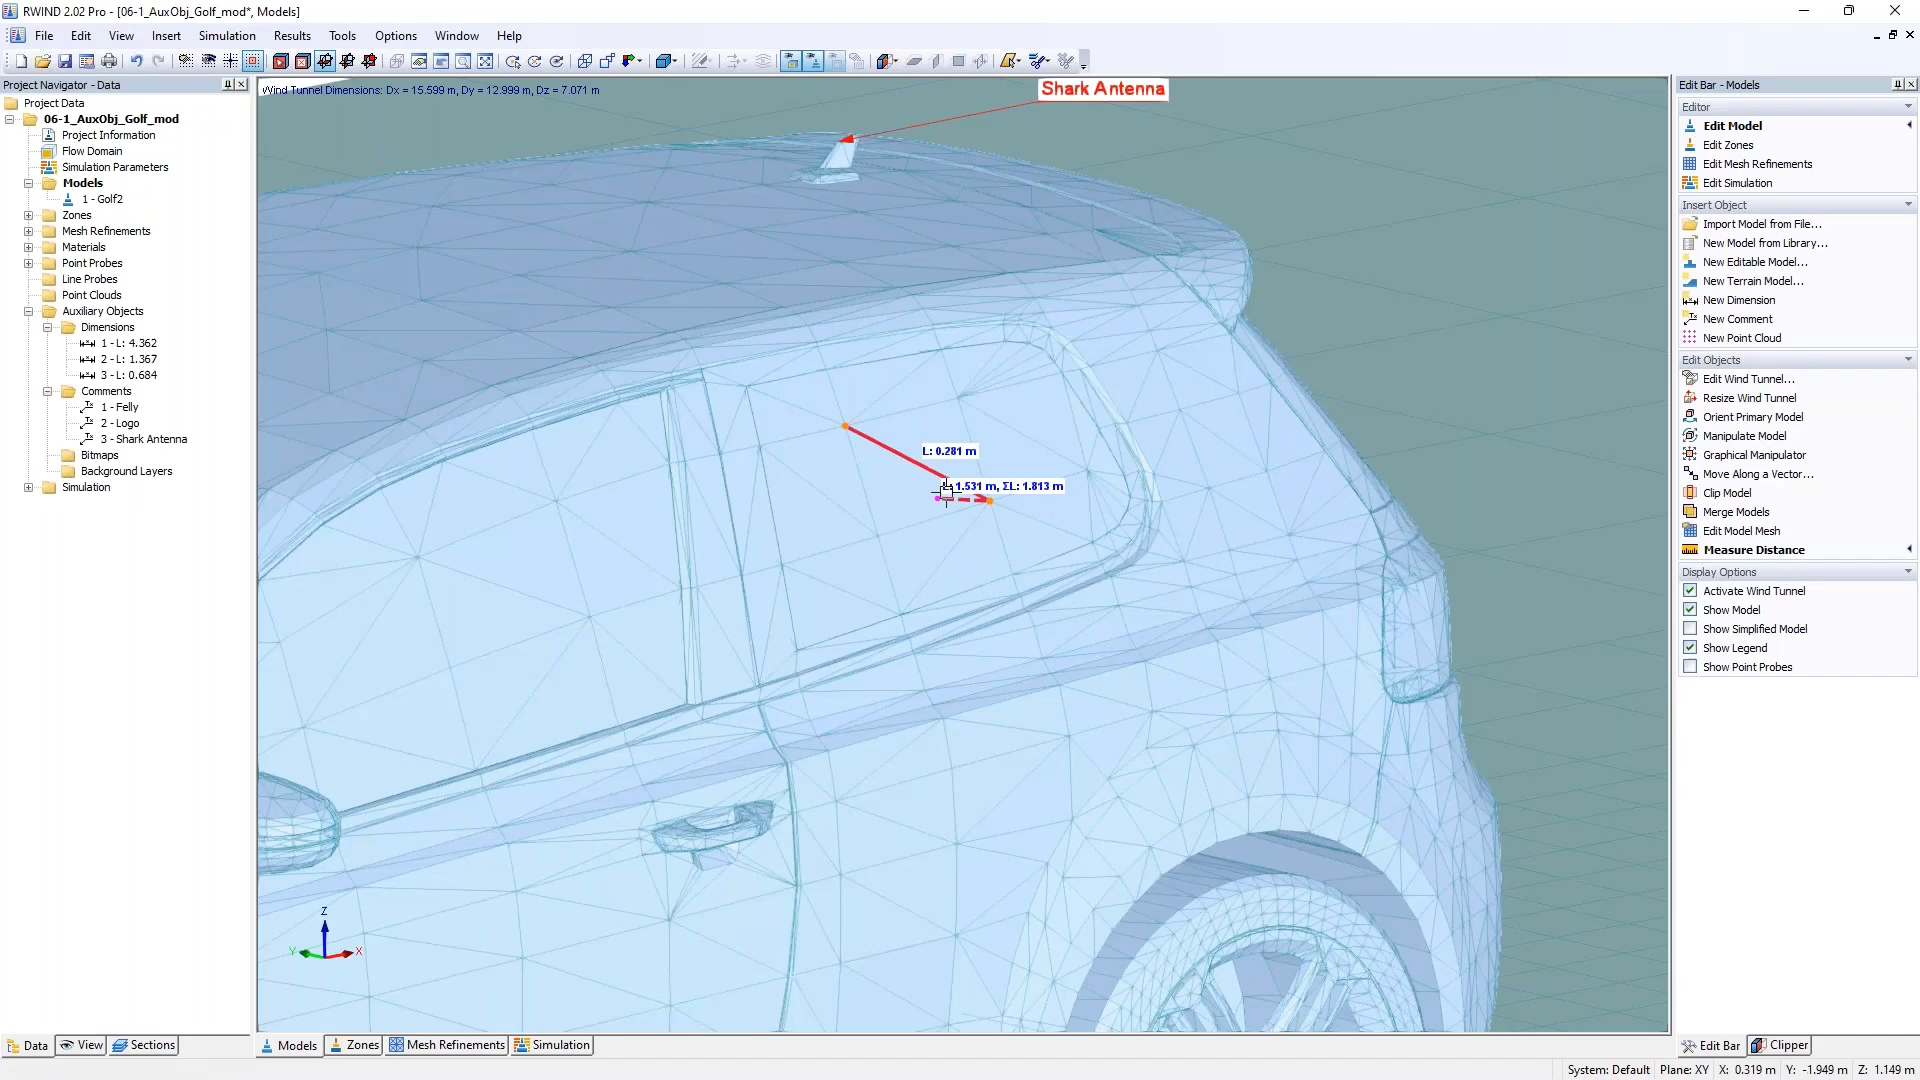 RWIND 2.02 Pro - [06-1_AuxObj_Golf_mod*, Models]
File Edit View Insert Simulation Results Tools Options Window Help
Project Navigator - Data
Project Data
06-1_AuxObj_Golf_mod
Project Information
Flow Domain
Simulation Parameters
Models
1 - Golf2
Zones
Mesh Refinements
Materials
Point Probes
Line Probes
Point Clouds
Auxiliary Objects
Dimensions
1 - L: 4.362
2 - L: 1.367
3 - L: 0.684
Comments
1 - Felly
2 - Logo
3 - Shark Antenna
Bitmaps
Background Layers
Simulation
Data View Sections
Wind Tunnel Dimensions: Dx = 15.599 m, Dy = 12.999 m, Dz = 7.071 m
Shark Antenna
L: 0.281 m
1.531 m, ΣL: 1.813 m
Z
Y
X
Models Zones Mesh Refinements Simulation
Edit Bar - Models
Editor
Edit Model
Edit Zones
Edit Mesh Refinements
Edit Simulation
Insert Object
Import Model from File...
New Model from Library...
New Editable Model...
New Terrain Model...
New Dimension
New Comment
New Point Cloud
Edit Objects
Edit Wind Tunnel...
Resize Wind Tunnel
Orient Primary Model
Manipulate Model
Graphical Manipulator
Move Along a Vector...
Clip Model
Merge Models
Edit Model Mesh
Measure Distance
Display Options
Activate Wind Tunnel
Show Model
Show Simplified Model
Show Legend
Show Point Probes
Edit Bar Clipper
System: Default Plane: XY X: 0.319 m Y: -1.949 m Z: 1.149 m